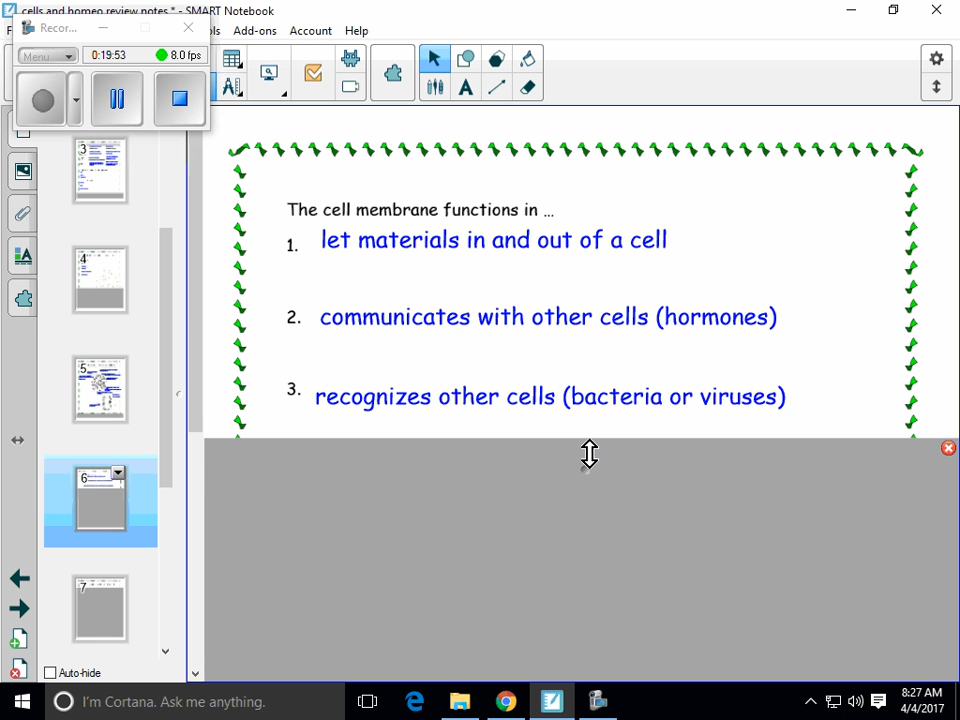 cells and homeo review notes * - SMART Notebook
Recor...
Add-ons Account Help
Menu 0:19:53 8.0 fps
3
4
5
6
7
The cell membrane functions in ...
1. let materials in and out of a cell
2. communicates with other cells (hormones)
3. recognizes other cells (bacteria or viruses)
Auto-hide
I'm Cortana. Ask me anything.
8:27 AM
4/4/2017